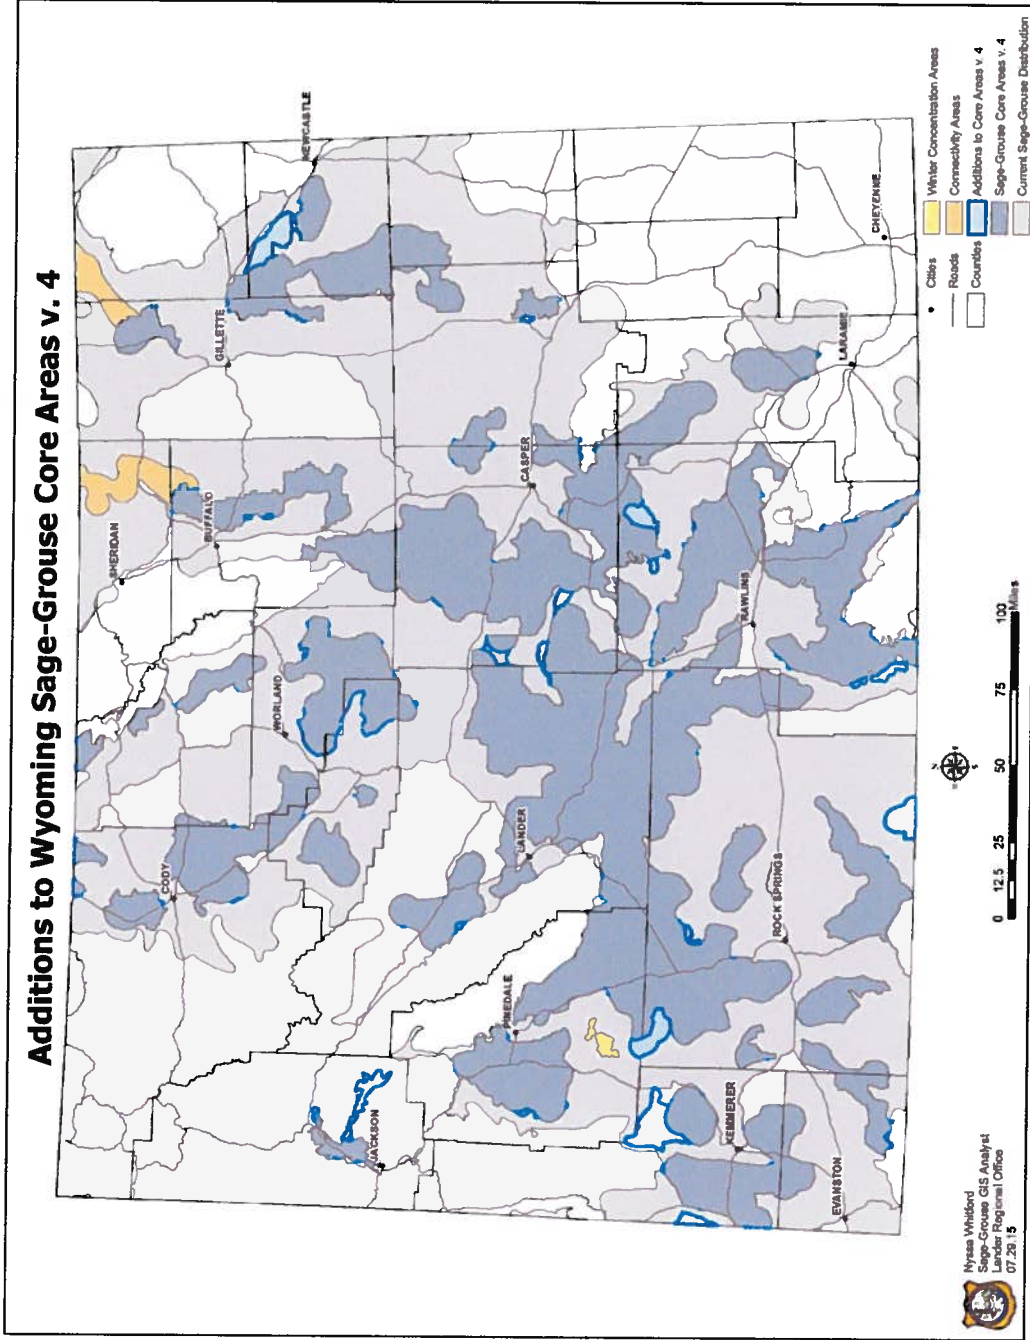 Additions to Wyoming Sage-Grouse Core Areas v. 4
SHERIDAN
CODY
BUFFALO
GILLETTE
NEWCASTLE
WORLAND
JACKSON
PINEDALE
LANDER
CASPER
KEMMERER
ROCK SPRINGS
RAWLINS
EVANSTON
LARAMIE
CHEYENNE
Cities
Roads
Counties
Winter Concentration Areas
Connectivity Areas
Additions to Core Areas v. 4
Sage-Grouse Core Areas v. 4
Current Sage-Grouse Distribution
0 12.5 25 50 75 100
Miles
Nyssa Whitford
Sage-Grouse GIS Analyst
Lander Regional Office
07.29.15